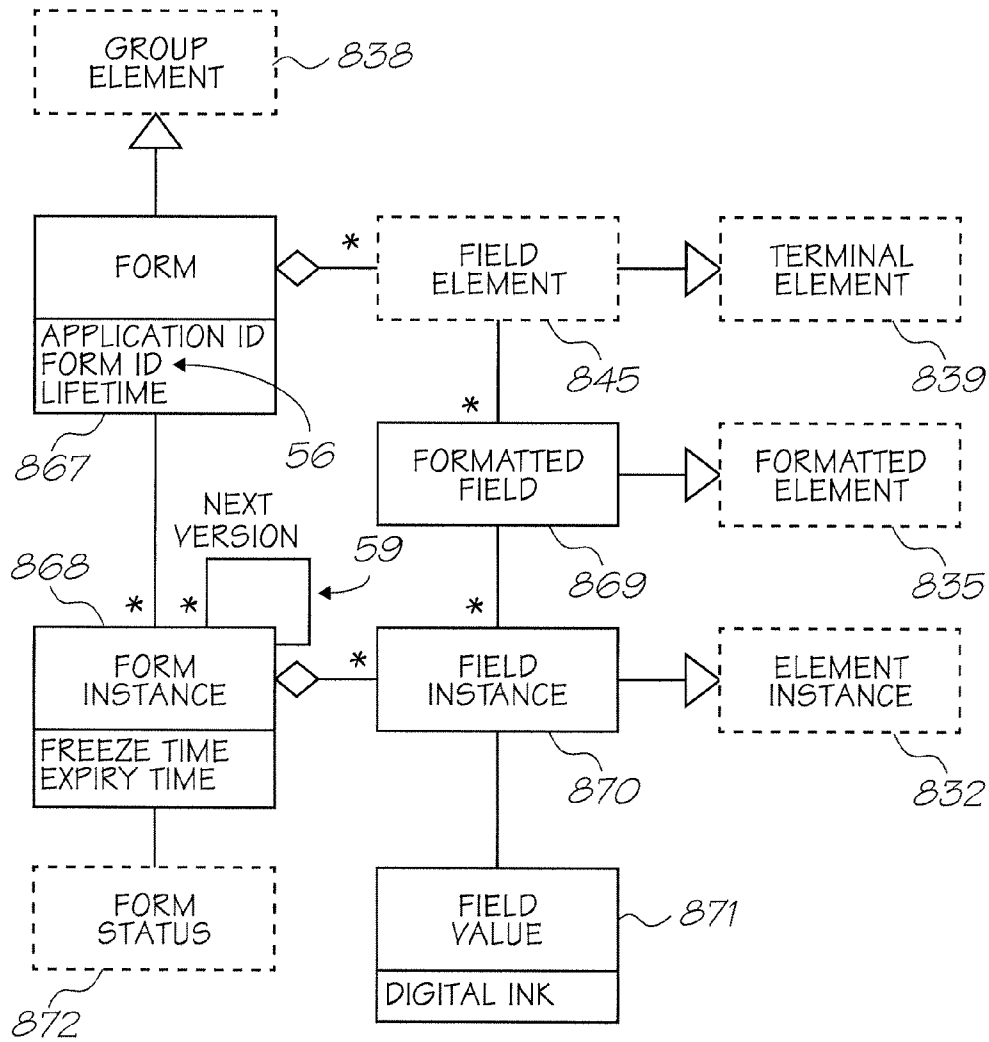 GROUP
ELEMENT
838
FORM
*
FIELD
ELEMENT
TERMINAL
ELEMENT
APPLICATION ID
FORM ID
LIFETIME
845
839
867
56
*
FORMATTED
FIELD
FORMATTED
ELEMENT
NEXT
VERSION
59
868
869
835
*
*
*
FORM
INSTANCE
*
FIELD
INSTANCE
ELEMENT
INSTANCE
FREEZE TIME
EXPIRY TIME
870
832
FORM
STATUS
FIELD
VALUE
871
DIGITAL INK
872